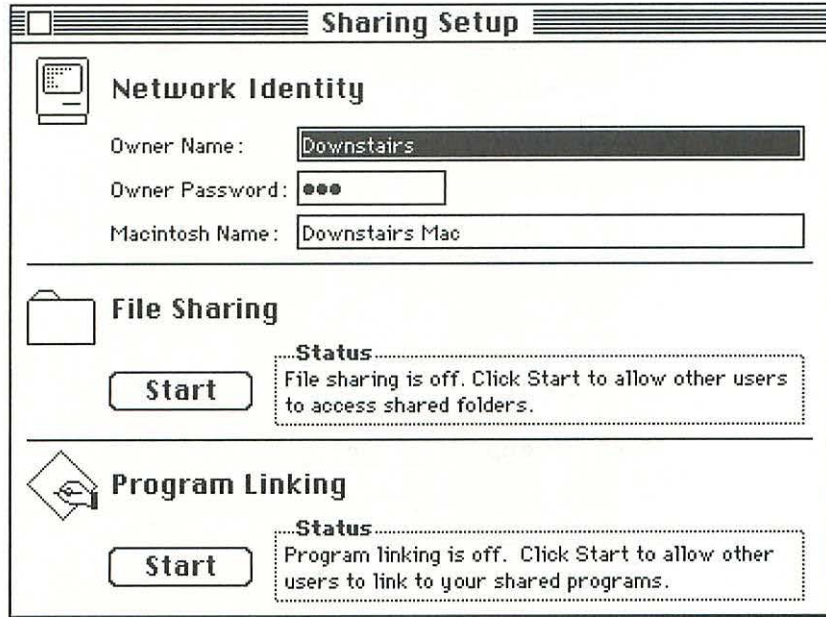 Sharing Setup
Network Identity
Owner Name:
Downstairs
Owner Password:
●●●
Macintosh Name:
Downstairs Mac
File Sharing
Start
Status
File sharing is off. Click Start to allow other users
to access shared folders.
Program Linking
Start
Status
Program linking is off. Click Start to allow other
users to link to your shared programs.